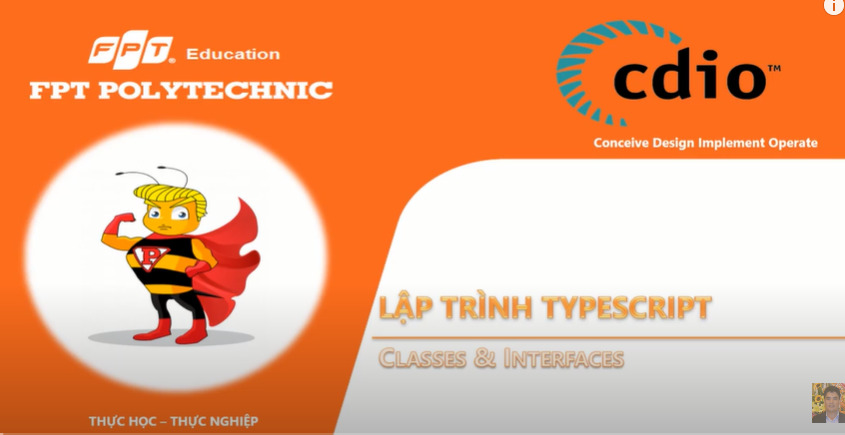 FPT. Education
FPT POLYTECHNIC
cdio™
Conceive Design Implement Operate
P
LẬP TRÌNH TYPESCRIPT
CLASSES & INTERFACES
THỰC HỌC – THỰC NGHIỆP
i